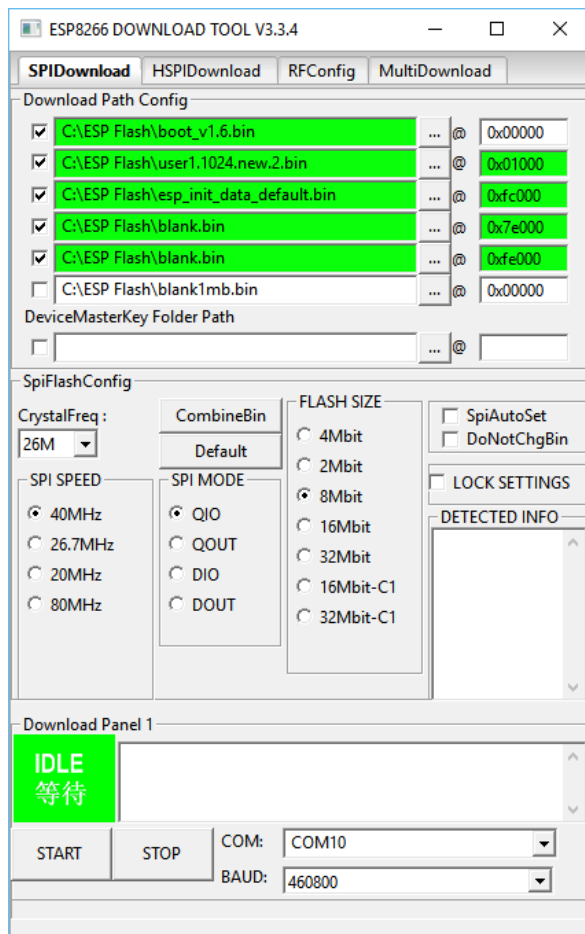 ESP8266 DOWNLOAD TOOL V3.3.4
SPIDownload HSPIDownload RFConfig MultiDownload
Download Path Config
C:\ESP Flash\boot_v1.6.bin ... @ 0x00000
C:\ESP Flash\user1.1024.new.2.bin ... @ 0x01000
C:\ESP Flash\esp_init_data_default.bin ... @ 0xfc000
C:\ESP Flash\blank.bin ... @ 0x7e000
C:\ESP Flash\blank.bin ... @ 0xfe000
C:\ESP Flash\blank1mb.bin ... @ 0x00000
DeviceMasterKey Folder Path
... @
SpiFlashConfig
CrystalFreq :
26M
CombineBin
Default
SPI SPEED
40MHz
26.7MHz
20MHz
80MHz
SPI MODE
QIO
QOUT
DIO
DOUT
FLASH SIZE
4Mbit
2Mbit
8Mbit
16Mbit
32Mbit
16Mbit-C1
32Mbit-C1
SpiAutoSet
DoNotChgBin
LOCK SETTINGS
DETECTED INFO
Download Panel 1
IDLE
等待
START STOP
COM: COM10
BAUD: 460800